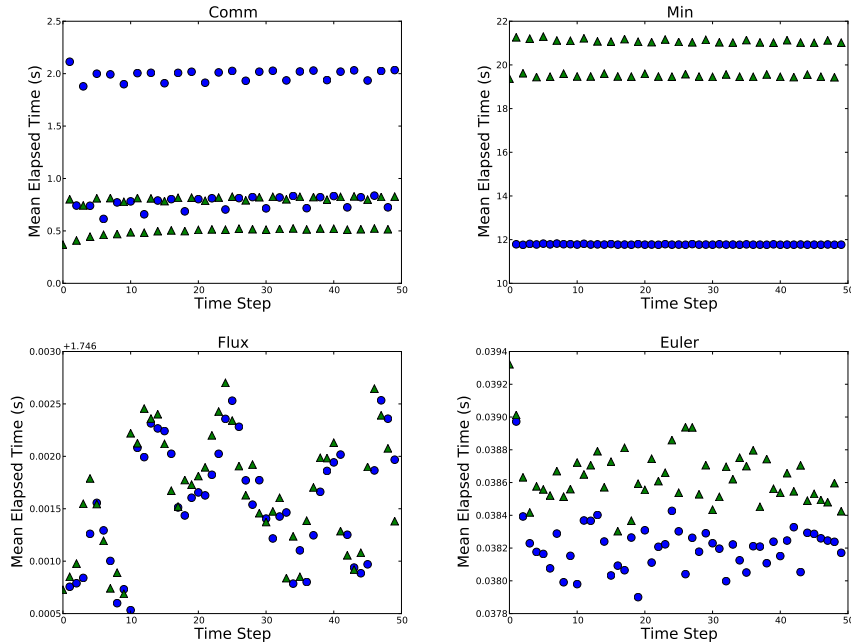 Comm
2.5
2.0
1.5
1.0
0.5
0.0
Mean Elapsed Time (s)
0 10 20 30 40 50
Time Step
Min
22
20
18
16
14
12
10
Mean Elapsed Time (s)
0 10 20 30 40 50
Time Step
Flux
+1.746
0.0030
0.0025
0.0020
0.0015
0.0010
0.0005
Mean Elapsed Time (s)
0 10 20 30 40 50
Time Step
Euler
0.0394
0.0392
0.0390
0.0388
0.0386
0.0384
0.0382
0.0380
0.0378
Mean Elapsed Time (s)
0 10 20 30 40 50
Time Step